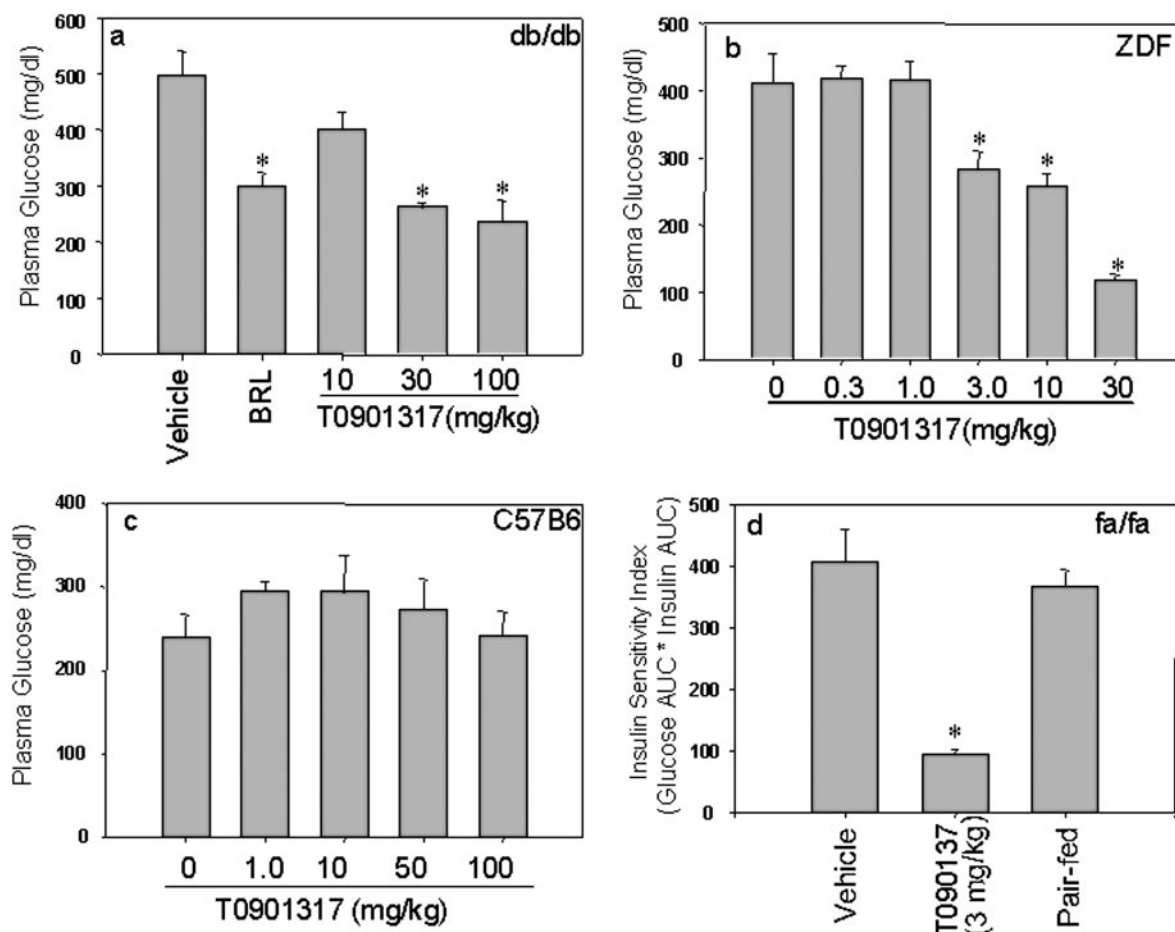 a
db/db
Plasma Glucose (mg/dl)
600
500
400
300
200
100
0
*
*
*
Vehicle
BRL
10 30 100
T0901317(mg/kg)
b
ZDF
Plasma Glucose (mg/dl)
500
400
300
200
100
0
*
*
*
0 0.3 1.0 3.0 10 30
T0901317(mg/kg)
c
C57B6
Plasma Glucose (mg/dl)
400
300
200
100
0
0 1.0 10 50 100
T0901317 (mg/kg)
d
fa/fa
Insulin Sensitivity Index
(Glucose AUC * Insulin AUC)
500
400
300
200
100
0
*
Vehicle
T090137
(3 mg/kg)
Pair-fed